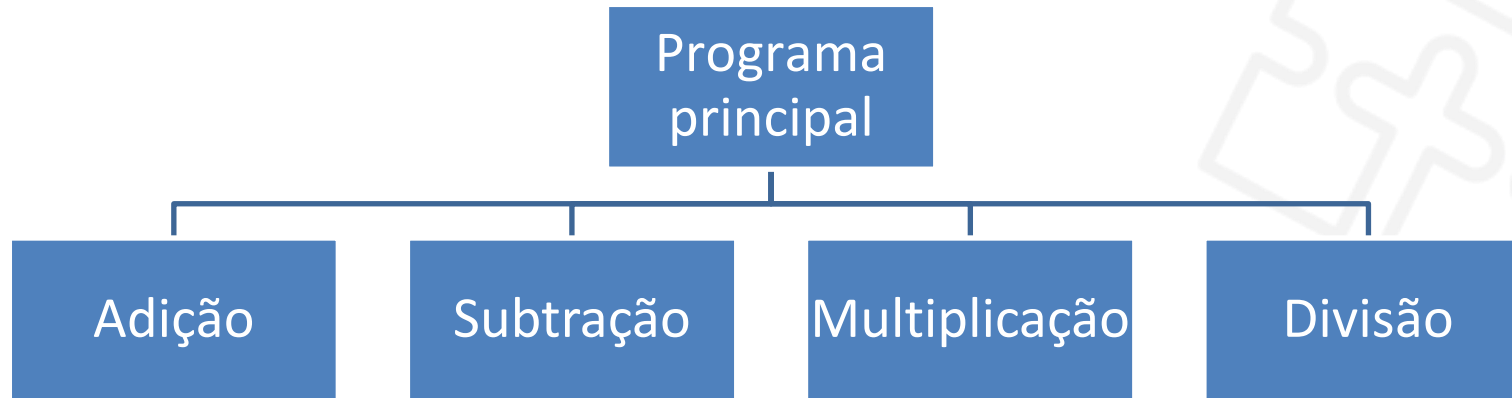 Programa
principal
Adição
Subtração
Multiplicação
Divisão